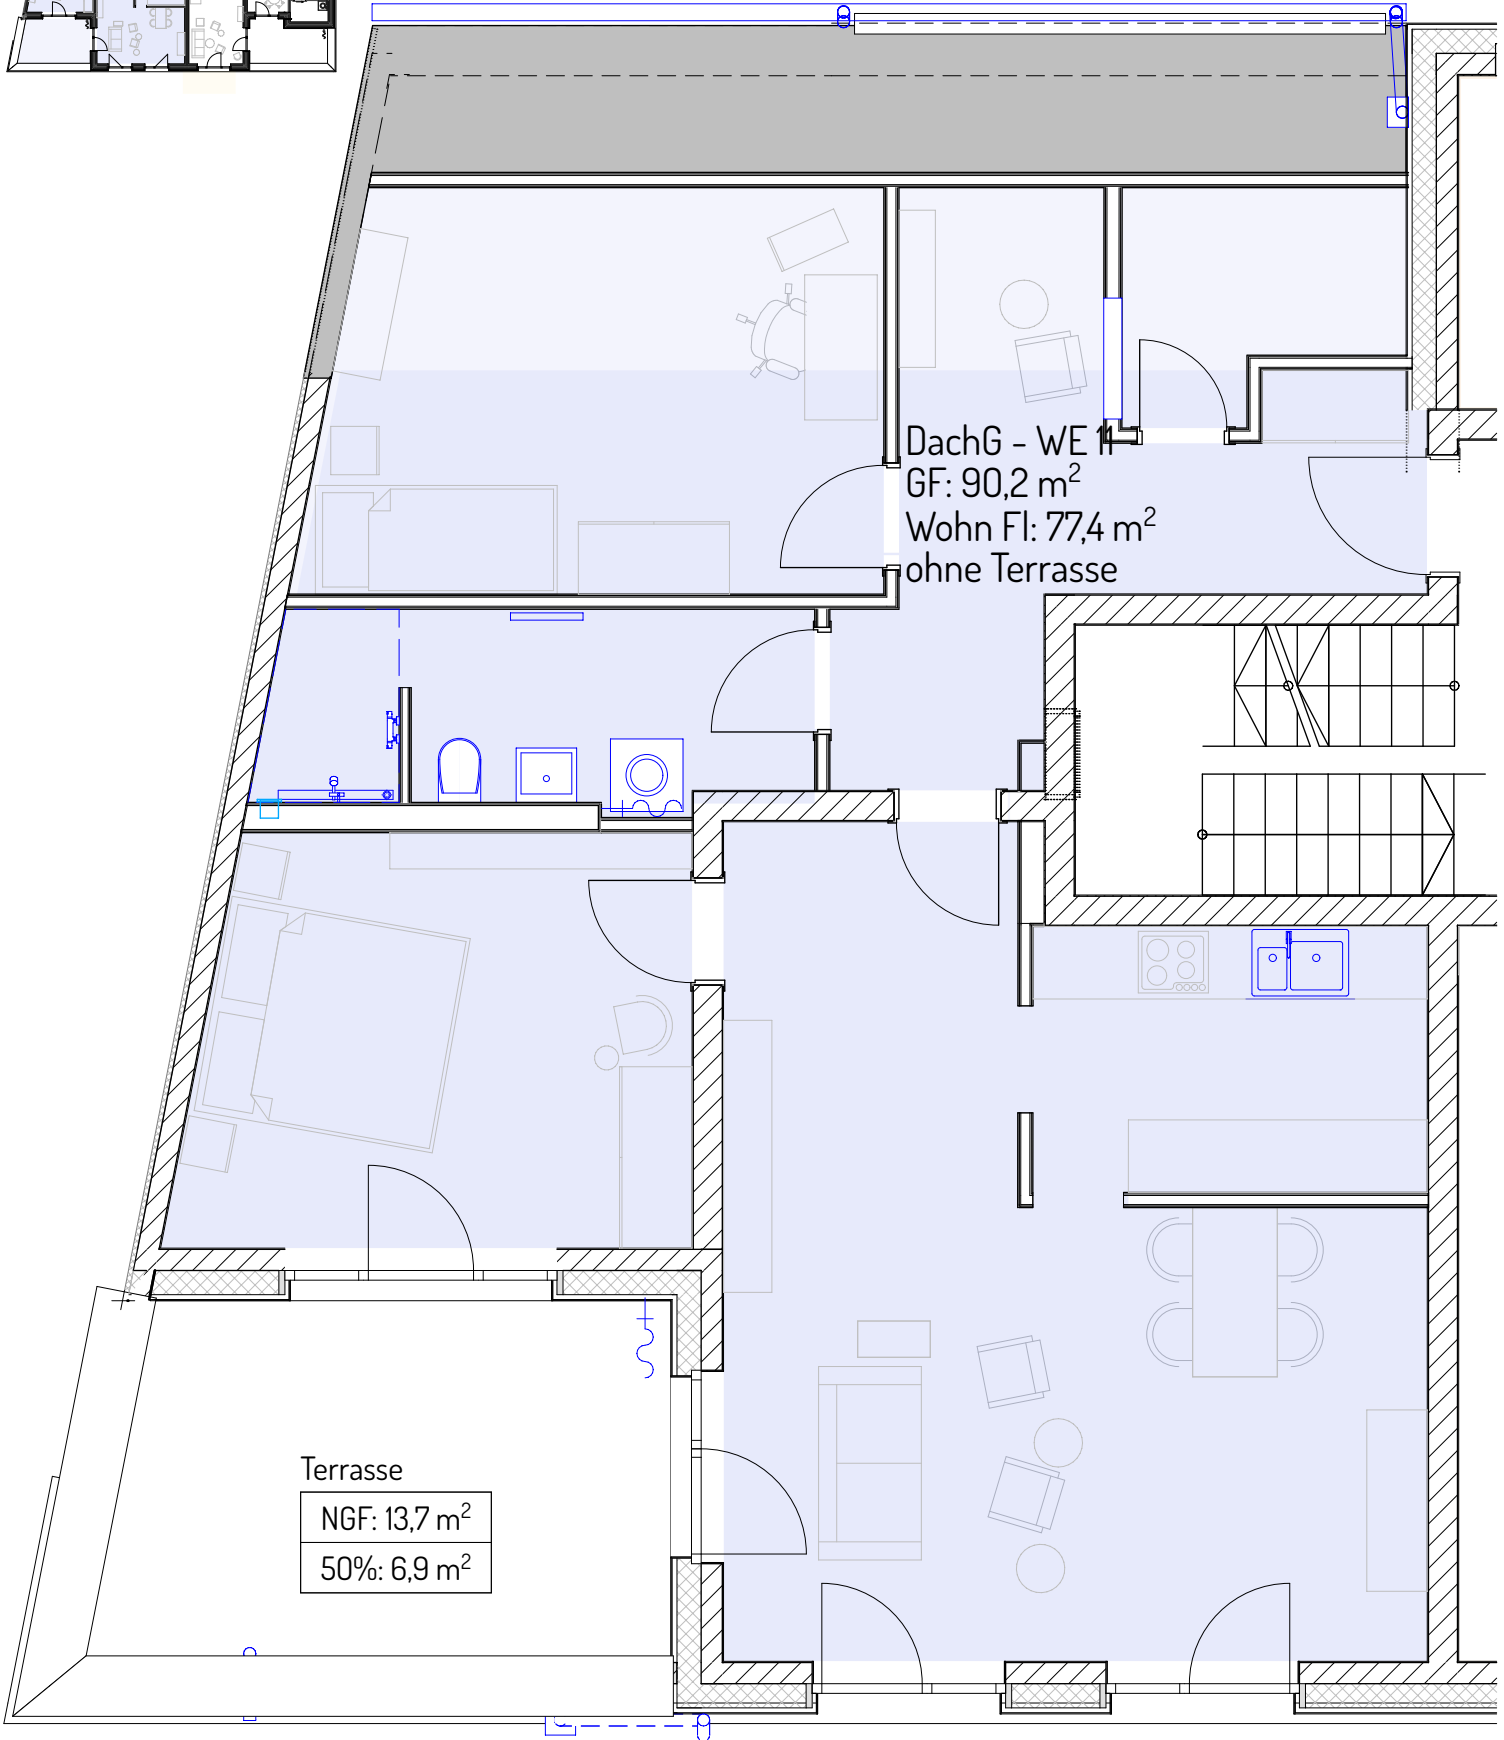 DachG - WE 11
GF: 90,2 m²
Wohn Fl: 77,4 m²
ohne Terrasse
Terrasse
NGF: 13,7 m²
50%: 6,9 m²